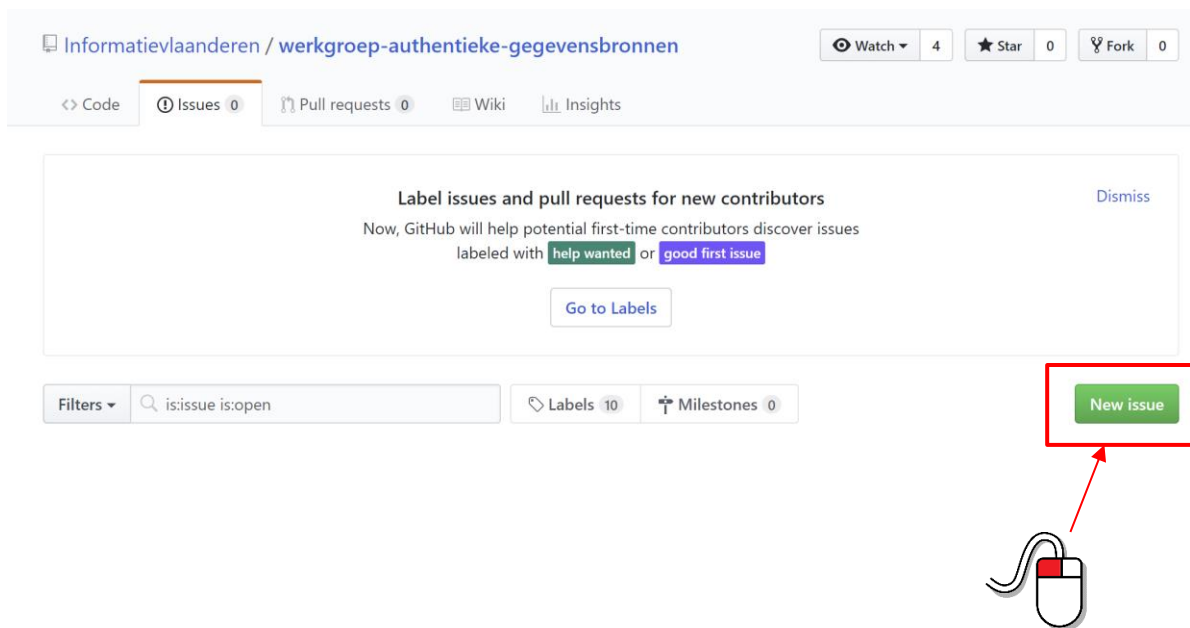 Informatievlaanderen / werkgroep-authentieke-gegevensbronnen Watch 4 Star 0 Fork 0
<> Code Issues 0 Pull requests 0 Wiki Insights
Label issues and pull requests for new contributors Dismiss
Now, GitHub will help potential first-time contributors discover issues
labeled with help wanted or good first issue
Go to Labels
Filters is:issue is:open Labels 10 Milestones 0 New issue